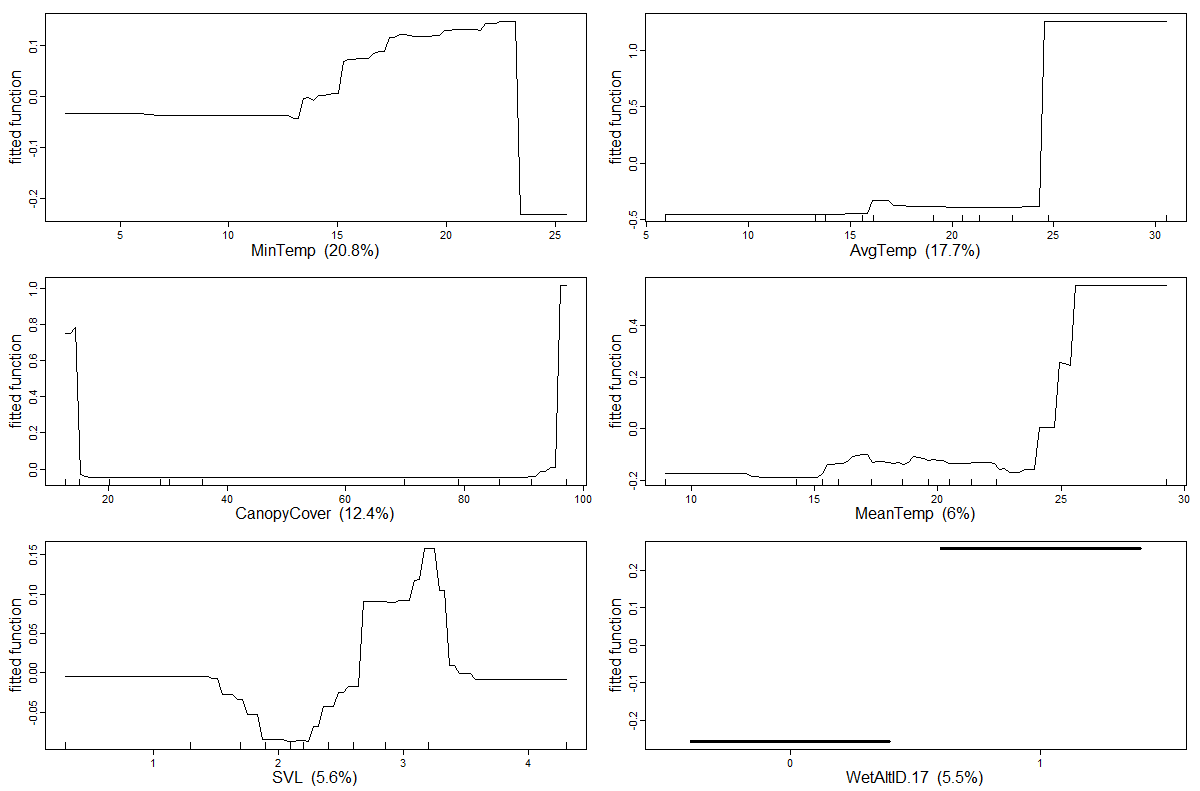 fitted function
-0.2 -0.1 0.0 0.1
5 10 15 20 25
MinTemp (20.8%)
fitted function
-0.5 0.0 0.5 1.0
5 10 15 20 25 30
AvgTemp (17.7%)
fitted function
0.0 0.2 0.4 0.6 0.8 1.0
20 40 60 80 100
CanopyCover (12.4%)
fitted function
-0.2 0.0 0.2 0.4
10 15 20 25 30
MeanTemp (6%)
fitted function
-0.05 0.00 0.05 0.10 0.15
1 2 3 4
SVL (5.6%)
fitted function
-0.2 -0.1 0.0 0.1 0.2
0 1
WetAltID.17 (5.5%)